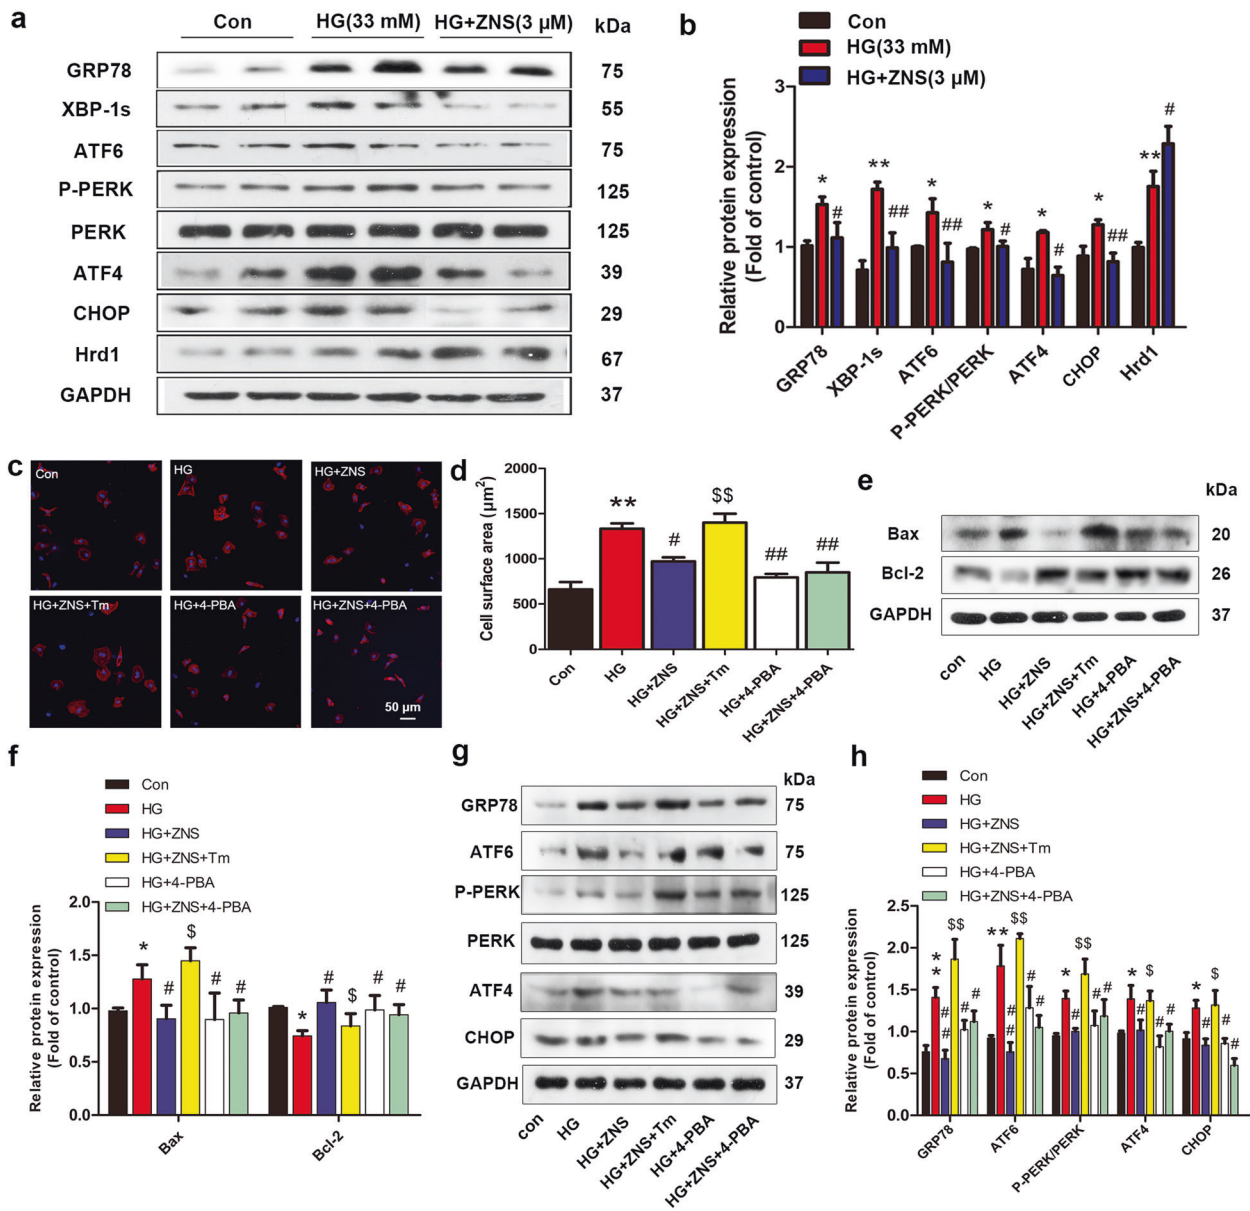 a
Con HG(33 mM) HG+ZNS(3 µM) kDa
GRP78 75
XBP-1s 55
ATF6 75
P-PERK 125
PERK 125
ATF4 39
CHOP 29
Hrd1 67
GAPDH 37
b
Con
HG(33 mM)
HG+ZNS(3 µM)
Relative protein expression
(Fold of control)
3
2
1
0
* # ** ## * ## * # * # * ## ** #
GRP78 XBP-1s ATF6 P-PERK/PERK ATF4 CHOP Hrd1
c
Con HG HG+ZNS
HG+ZNS+Tm HG+4-PBA HG+ZNS+4-PBA
50 µm
d
Cell surface area (µm²)
2000
1500
1000
500
0
** # $$ ## ##
Con HG HG+ZNS HG+ZNS+Tm HG+4-PBA HG+ZNS+4-PBA
e
kDa
Bax 20
Bcl-2 26
GAPDH 37
con HG HG+ZNS HG+ZNS+Tm HG+4-PBA HG+ZNS+4-PBA
f
Con
HG
HG+ZNS
HG+ZNS+Tm
HG+4-PBA
HG+ZNS+4-PBA
Relative protein expression
(Fold of control)
2.0
1.5
1.0
0.5
0.0
* # $ # # * # $ # #
Bax Bcl-2
g
kDa
GRP78 75
ATF6 75
P-PERK 125
PERK 125
ATF4 39
CHOP 29
GAPDH 37
con HG HG+ZNS HG+ZNS+Tm HG+4-PBA HG+ZNS+4-PBA
h
Con
HG
HG+ZNS
HG+ZNS+Tm
HG+4-PBA
HG+ZNS+4-PBA
Relative protein expression
(Fold of control)
2.5
2.0
1.5
1.0
0.5
0.0
** ## $$ # # ** ## $$ # # * # $$ # # * # $ # # * # $ # #
GRP78 ATF6 P-PERK/PERK ATF4 CHOP